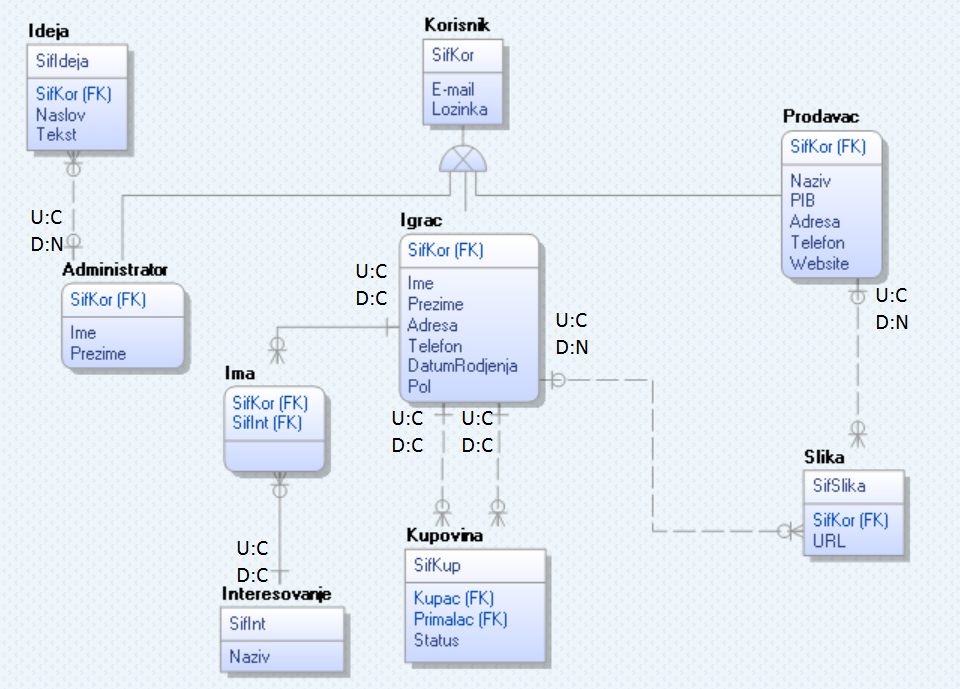 Ideja
SifIdeja
SifKor (FK)
Naslov
Tekst
Korisnik
SifKor
E-mail
Lozinka
Prodavac
SifKor (FK)
Naziv
PIB
Adresa
Telefon
Website
U:C
D:N
Administrator
SifKor (FK)
Ime
Prezime
Igrac
SifKor (FK)
Ime
Prezime
Adresa
Telefon
DatumRodjenja
Pol
U:C
D:C
U:C
D:N
U:C
D:N
Ima
SifKor (FK)
SifInt (FK)
U:C
D:C
U:C
D:C
Slika
SifSlika
SifKor (FK)
URL
Kupovina
SifKup
Kupac (FK)
Primalac (FK)
Status
U:C
D:C
Interesovanje
SifInt
Naziv